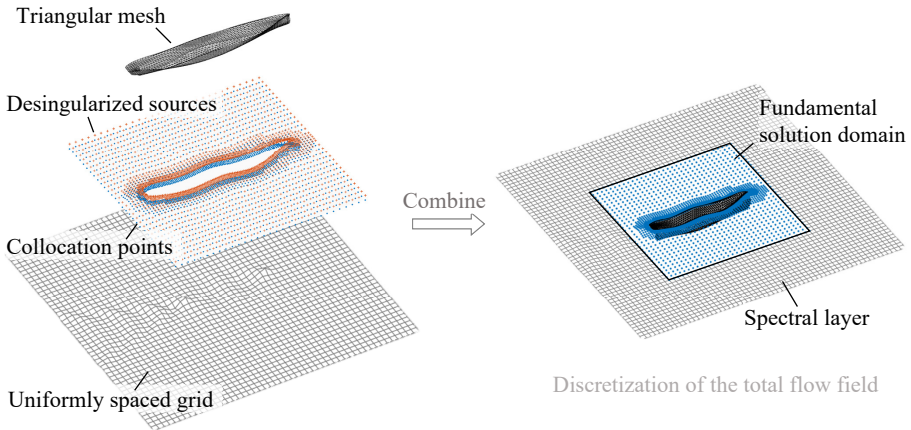 Triangular mesh
Desingularized sources
Collocation points
Uniformly spaced grid
Combine
Fundamental
solution domain
Spectral layer
Discretization of the total flow field